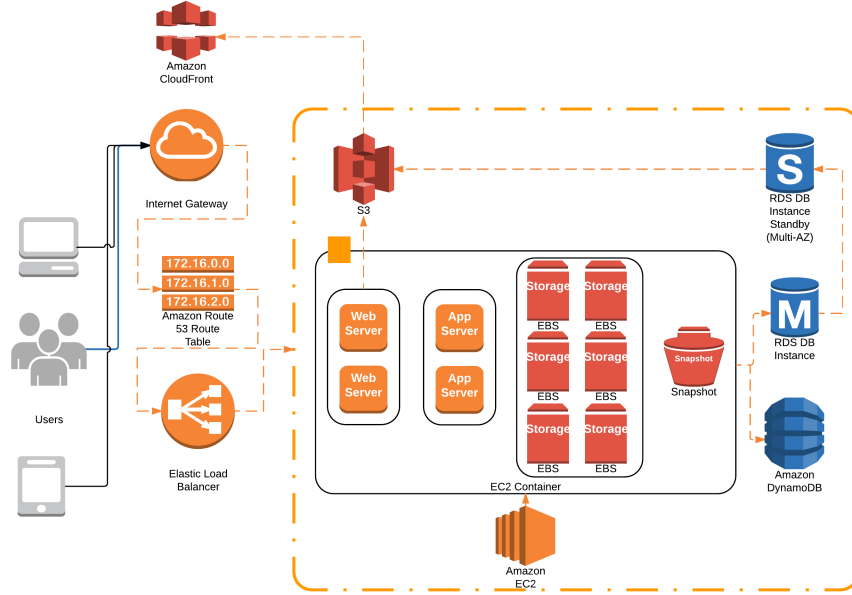 Amazon
CloudFront
Internet Gateway
172.16.0.0
172.16.1.0
172.16.2.0
Amazon Route
53 Route
Table
Users
Elastic Load
Balancer
S3
S
RDS DB
Instance
Standby
(Multi-AZ)
Web
Server
Web
Server
App
Server
App
Server
Storage
EBS
Storage
EBS
Storage
EBS
Storage
EBS
Storage
EBS
Storage
EBS
Snapshot
Snapshot
M
RDS DB
Instance
Amazon
DynamoDB
EC2 Container
Amazon
EC2